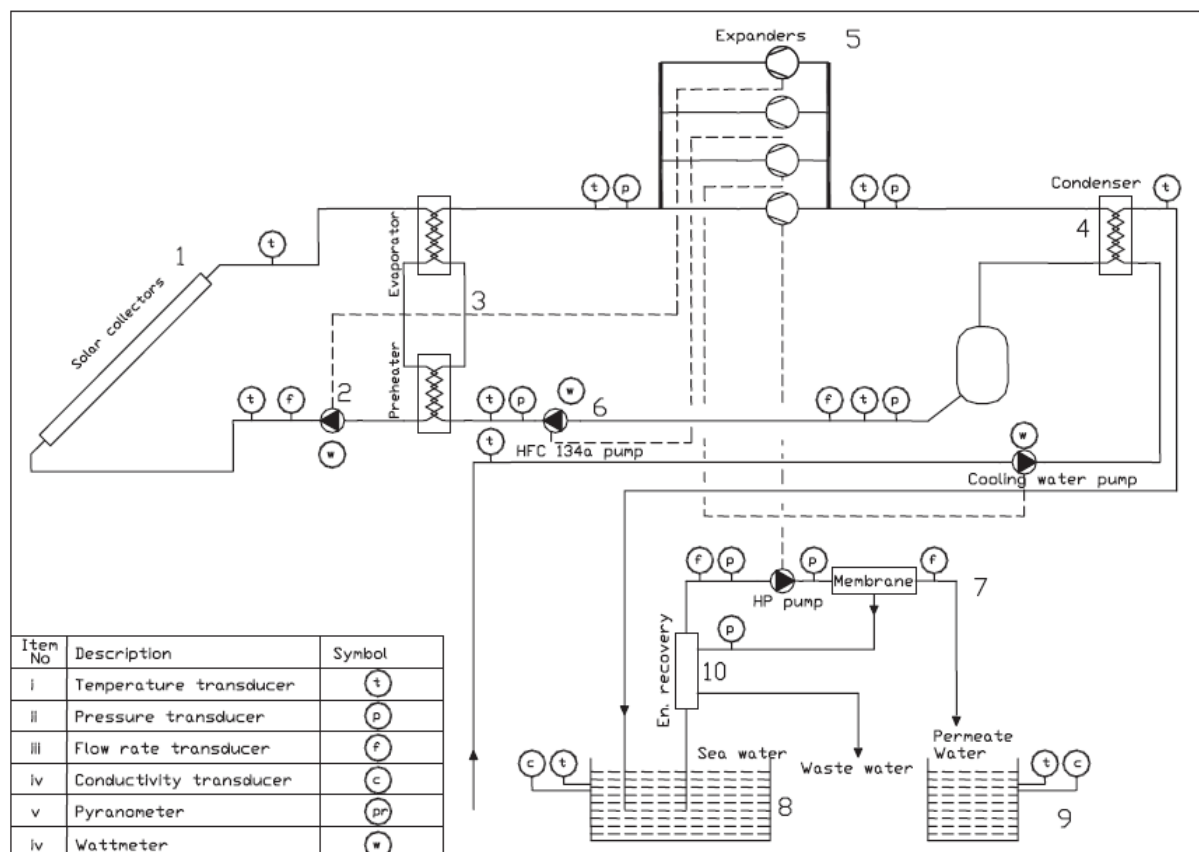 Expanders
5
t
p
t
p
Condenser
t
4
Evaporator
t
1
Solar collectors
3
Preheater
t
f
2
w
t
p
w
6
f
t
p
HFC 134a pump
t
w
Cooling water pump
f
p
p
Membrane
f
7
HP pump
p
En. recovery
10
Permeate
Water
Sea water
Waste water
c
t
8
t
c
9
Item No
Description
Symbol
i
Temperature transducer
t
ii
Pressure transducer
p
iii
Flow rate transducer
f
iv
Conductivity transducer
c
v
Pyranometer
pr
iv
Wattmeter
w